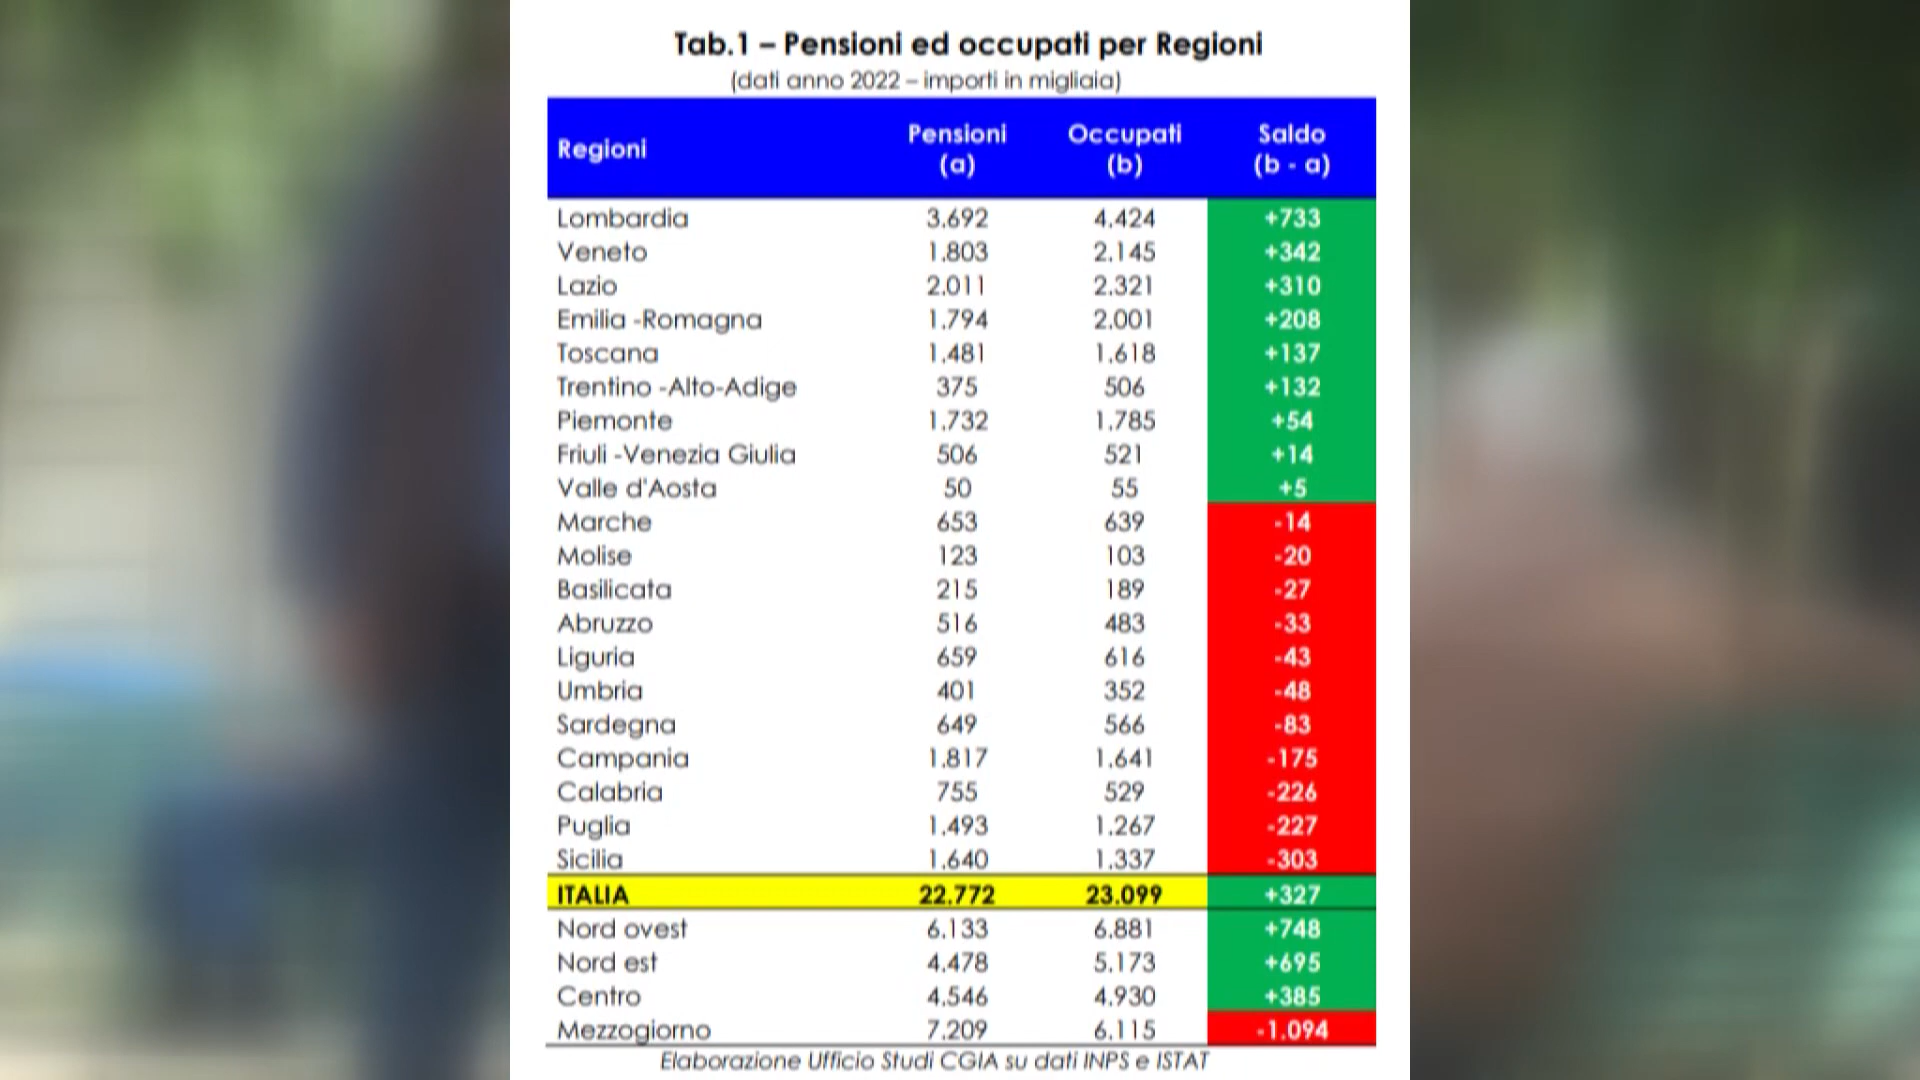 Tab.1 – Pensioni ed occupati per Regioni
(dati anno 2022 – importi in migliaia)
Regioni Pensioni (a) Occupati (b) Saldo (b - a)
Lombardia 3.692 4.424 +733
Veneto 1.803 2.145 +342
Lazio 2.011 2.321 +310
Emilia -Romagna 1.794 2.001 +208
Toscana 1.481 1.618 +137
Trentino -Alto-Adige 375 506 +132
Piemonte 1.732 1.785 +54
Friuli -Venezia Giulia 506 521 +14
Valle d'Aosta 50 55 +5
Marche 653 639 -14
Molise 123 103 -20
Basilicata 215 189 -27
Abruzzo 516 483 -33
Liguria 659 616 -43
Umbria 401 352 -48
Sardegna 649 566 -83
Campania 1.817 1.641 -175
Calabria 755 529 -226
Puglia 1.493 1.267 -227
Sicilia 1.640 1.337 -303
ITALIA 22.772 23.099 +327
Nord ovest 6.133 6.881 +748
Nord est 4.478 5.173 +695
Centro 4.546 4.930 +385
Mezzogiorno 7.209 6.115 -1.094
Elaborazione Ufficio Studi CGIA su dati INPS e ISTAT